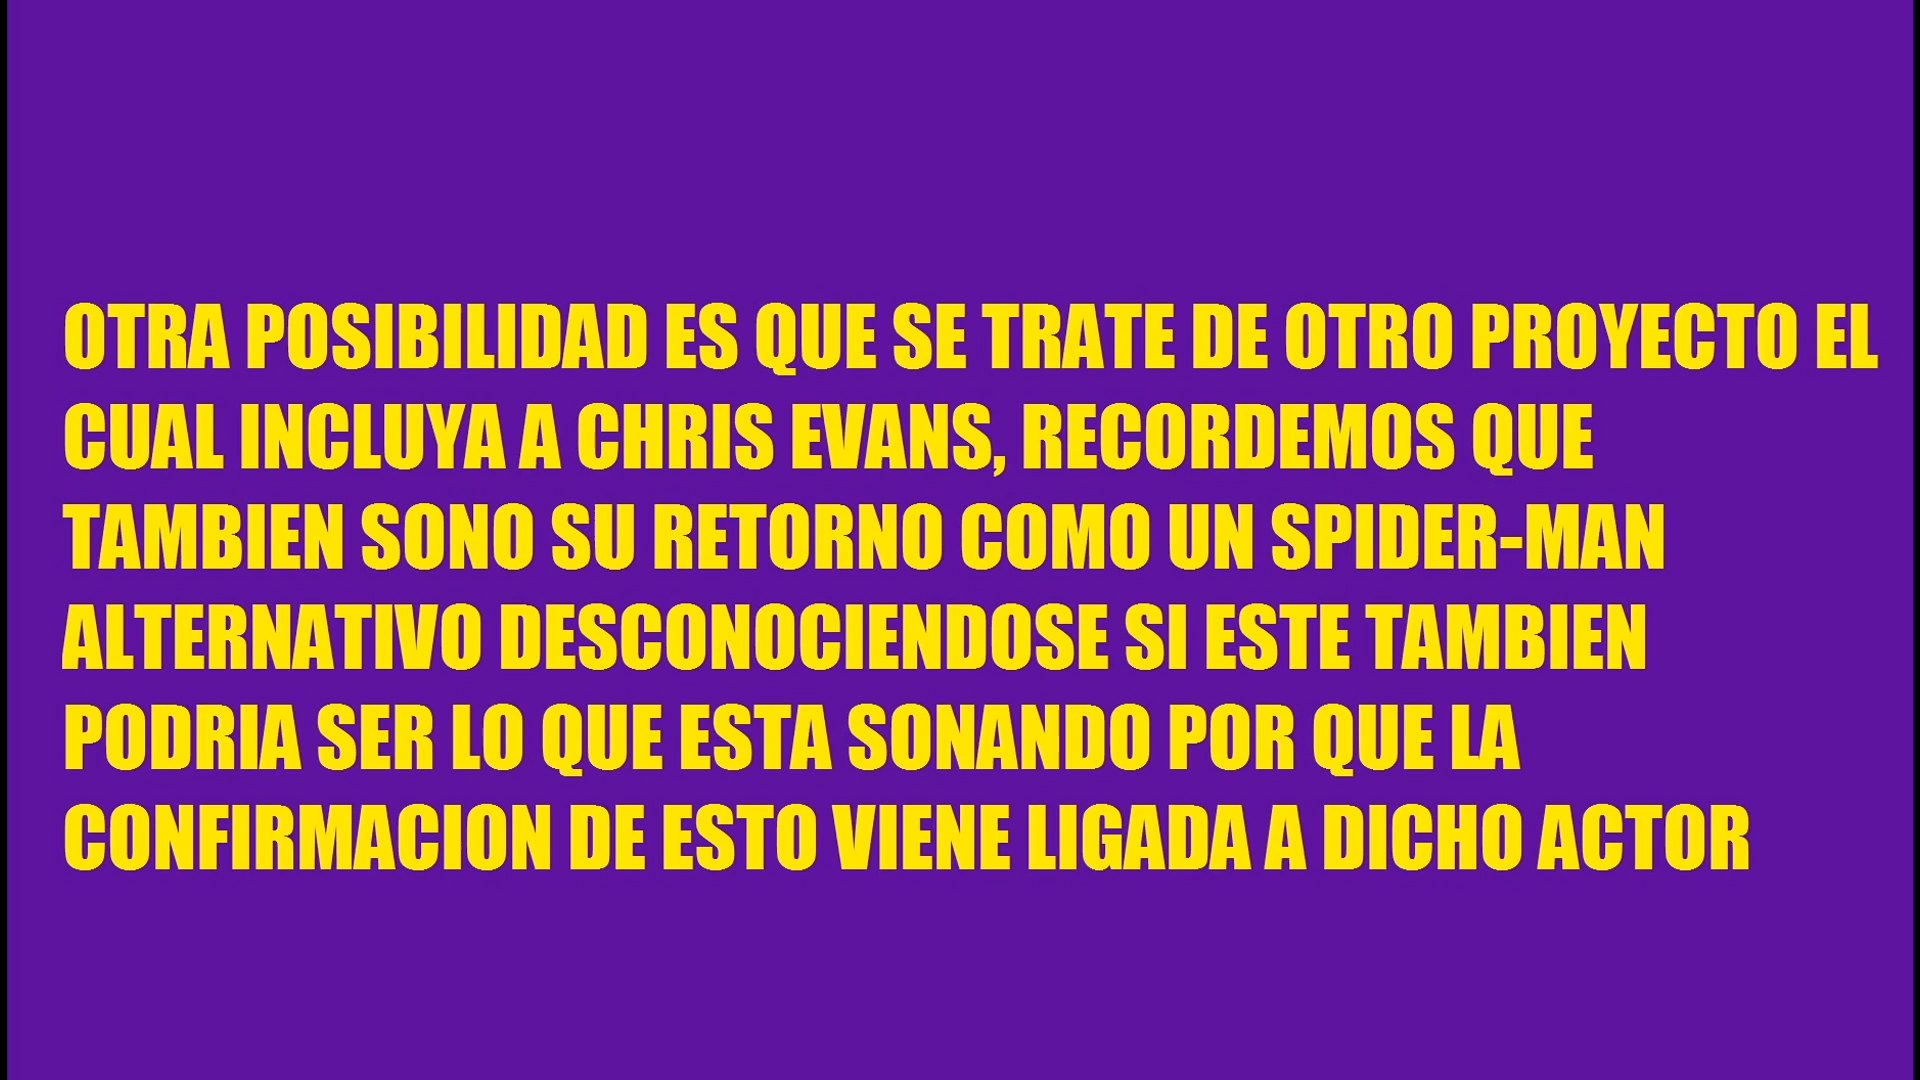 OTRA POSIBILIDAD ES QUE SE TRATE DE OTRO PROYECTO EL
CUAL INCLUYA A CHRIS EVANS, RECORDEMOS QUE
TAMBIEN SONO SU RETORNO COMO UN SPIDER-MAN
ALTERNATIVO DESCONOCIENDOSE SI ESTE TAMBIEN
PODRIA SER LO QUE ESTA SONANDO POR QUE LA
CONFIRMACION DE ESTO VIENE LIGADA A DICHO ACTOR